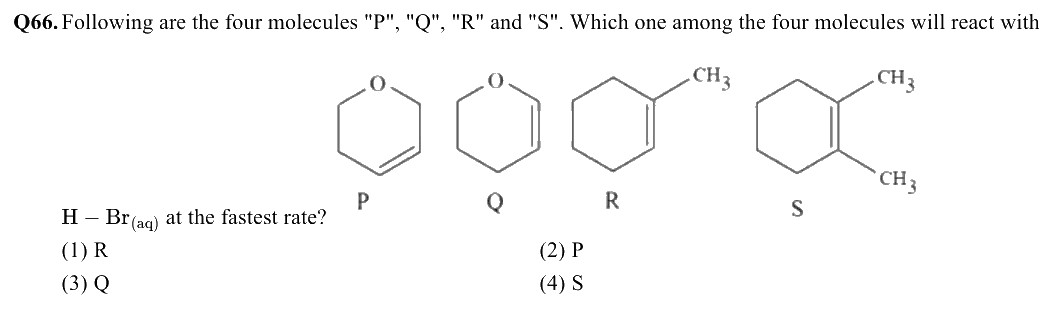 Q66. Following are the four molecules "P", "Q", "R" and "S". Which one among the four molecules will react with
O
O
CH3
CH3
CH3
P
Q
R
S
H – Br(aq) at the fastest rate?
(1) R
(2) P
(3) Q
(4) S